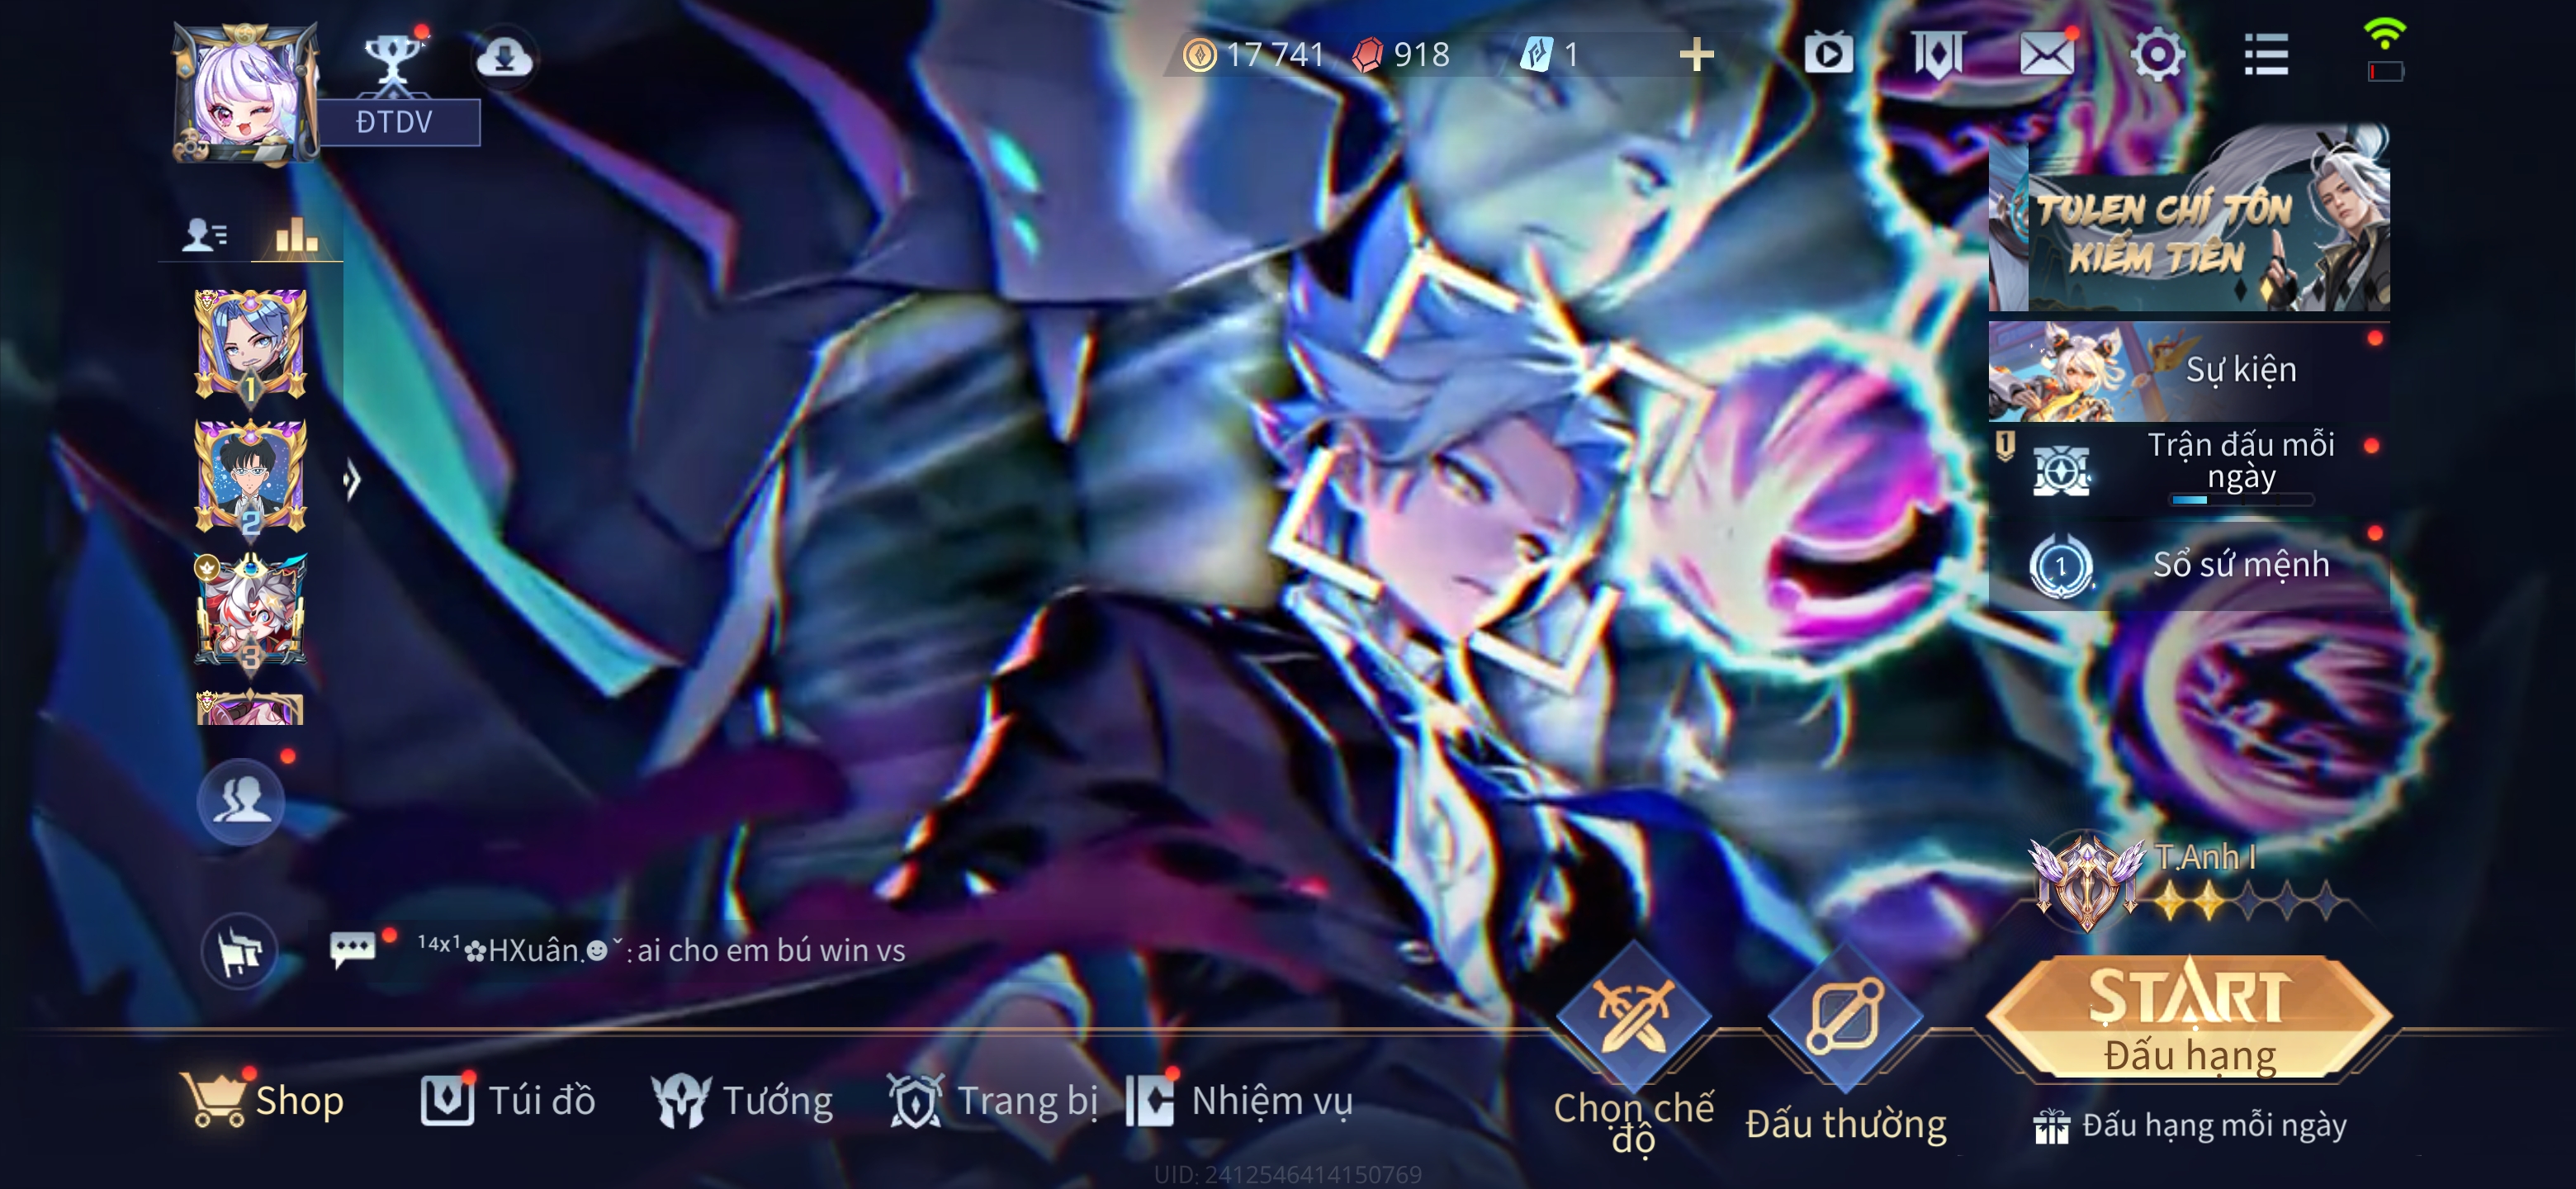 17 741
918
1
ĐTDV
TULEN CHÍ TÔN
KIẾM TIÊN
Sự kiện
1
Trận đấu mỗi
ngày
1
Sổ sứ mệnh
1
2
3
T.Anh I
¹⁴ˣ¹✿HXuân.☻ˇ:ai cho em bú win vs
START
Đấu hạng
Shop
Túi đồ
Tướng
Trang bị
Nhiệm vụ
Chọn chế
độ
Đấu thường
Đấu hạng mỗi ngày
UID: 2412546414150769